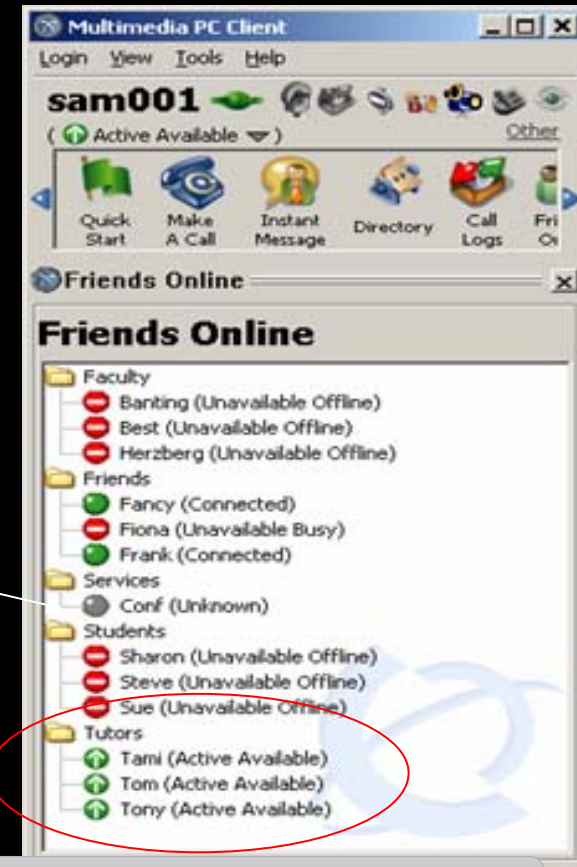 Multimedia PC Client
Login View Tools Help
sam001
( Active Available )
Other
Quick Start
Make A Call
Instant Message
Directory
Call Logs
Friends Online
Friends Online
Faculty
Banting (Unavailable Offline)
Best (Unavailable Offline)
Herzberg (Unavailable Offline)
Friends
Fancy (Connected)
Fiona (Unavailable Busy)
Frank (Connected)
Services
Conf (Unknown)
Students
Sharon (Unavailable Offline)
Steve (Unavailable Offline)
Sue (Unavailable Offline)
Tutors
Tami (Active Available)
Tom (Active Available)
Tony (Active Available)